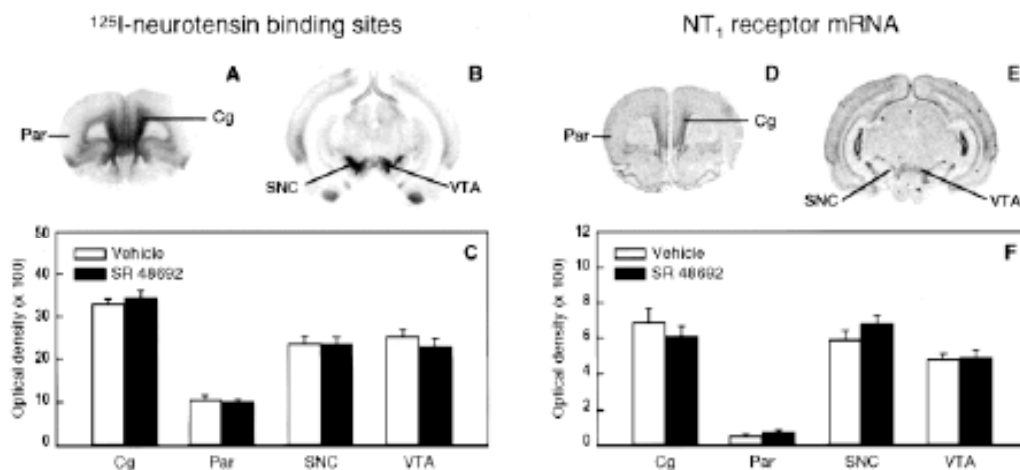 ¹²⁵I-neurotensin binding sites
NT₁ receptor mRNA
A
B
D
E
Par
Cg
SNC
VTA
Par
Cg
SNC
VTA
C
Vehicle
SR 48692
Optical density (x 100)
50
40
30
20
10
0
Cg Par SNC VTA
F
Vehicle
SR 48692
Optical density (x 100)
12
10
8
6
4
2
0
Cg Par SNC VTA